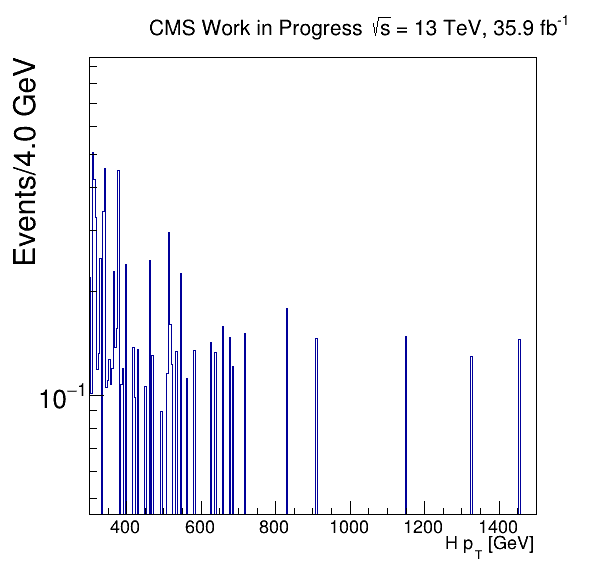 CMS Work in Progress √s = 13 TeV, 35.9 fb⁻¹
Events/4.0 GeV
10⁻¹
400 600 800 1000 1200 1400
H p_T [GeV]